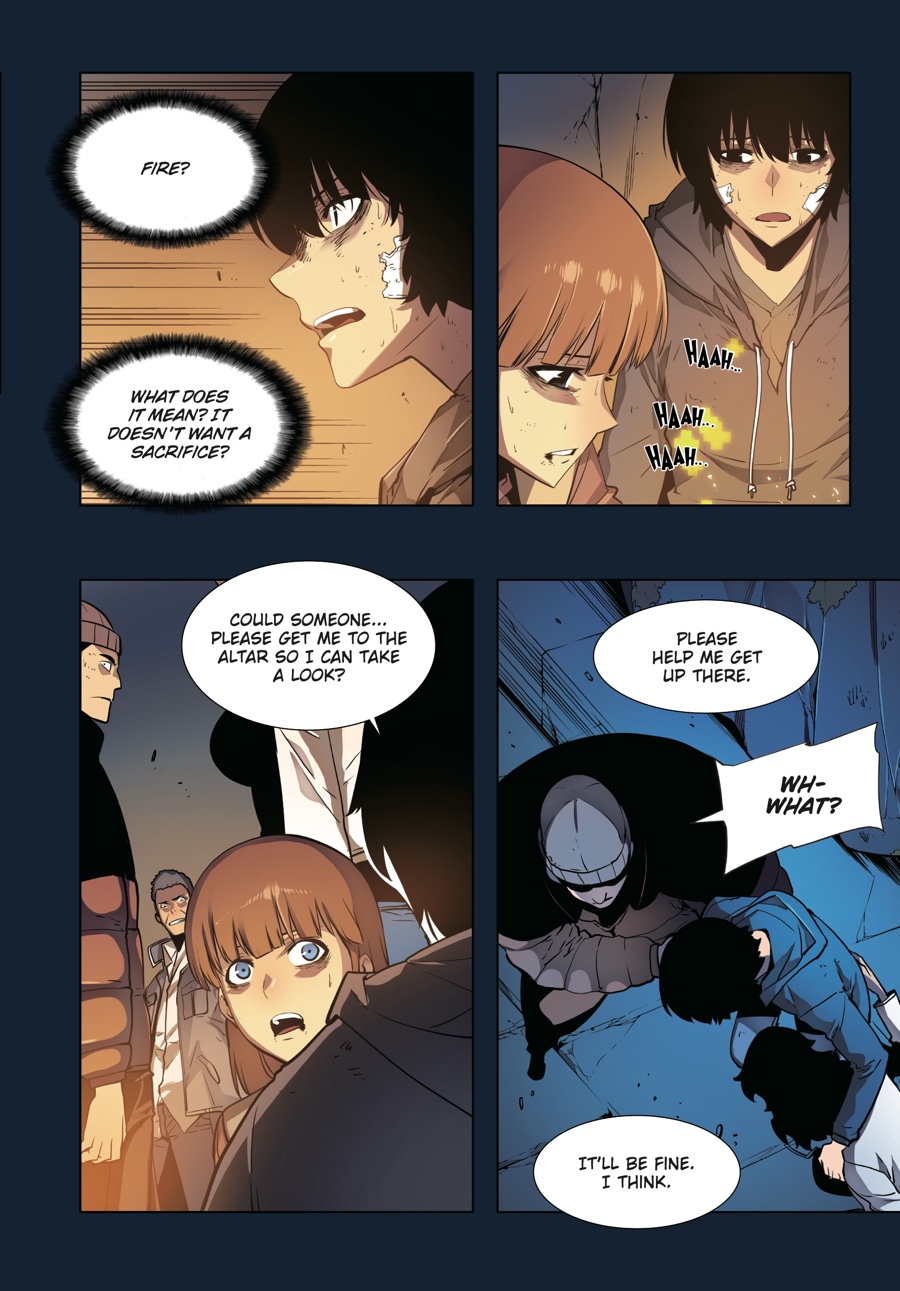 FIRE?
WHAT DOES
IT MEAN? IT
DOESN'T WANT A
SACRIFICE?
HAAH...
HAAH...
HAAH...
COULD SOMEONE...
PLEASE GET ME TO THE
ALTAR SO I CAN TAKE
A LOOK?
PLEASE
HELP ME GET
UP THERE.
WH-
WHAT?
IT'LL BE FINE.
I THINK.